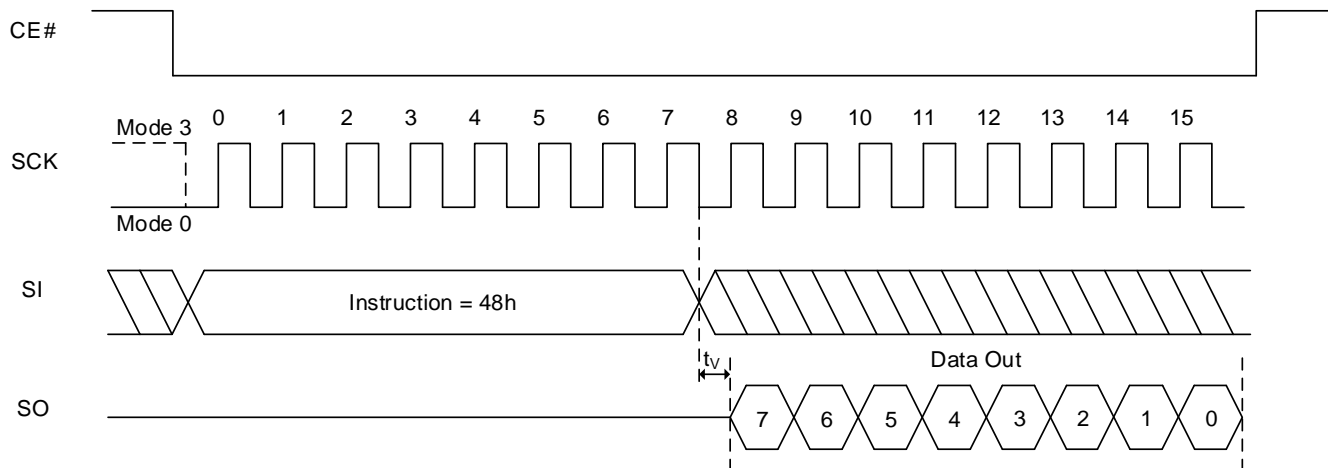 CE#
Mode 3
0 1 2 3 4 5 6 7 8 9 10 11 12 13 14 15
SCK
Mode 0
SI
Instruction = 48h
tV
Data Out
SO
7 6 5 4 3 2 1 0